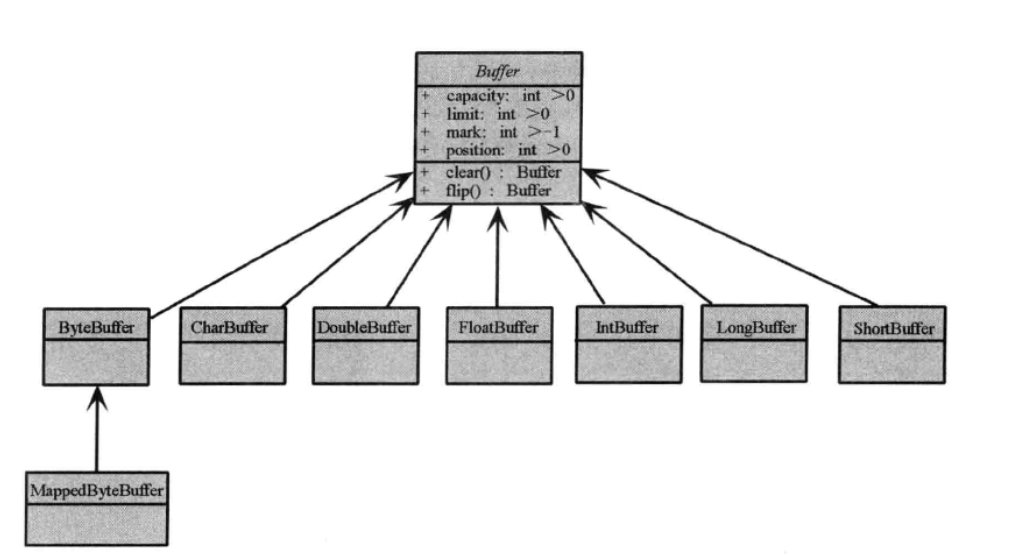 Buffer
+ capacity: int >0
+ limit: int >0
+ mark: int >-1
+ position: int >0
+ clear() : Buffer
+ flip() : Buffer
ByteBuffer
CharBuffer
DoubleBuffer
FloatBuffer
IntBuffer
LongBuffer
ShortBuffer
MappedByteBuffer